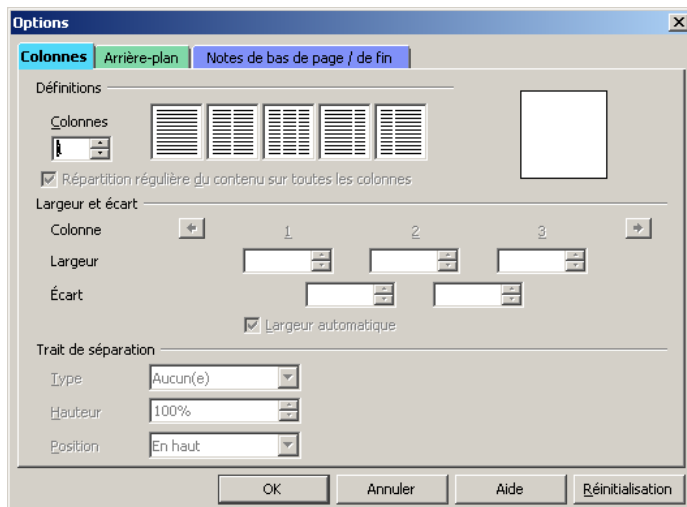 Options
Colonnes Arrière-plan Notes de bas de page / de fin
Définitions
Colonnes
1
Répartition régulière du contenu sur toutes les colonnes
Largeur et écart
Colonne 1 2 3
Largeur
Écart
Largeur automatique
Trait de séparation
Type Aucun(e)
Hauteur 100%
Position En haut
OK Annuler Aide Réinitialisation